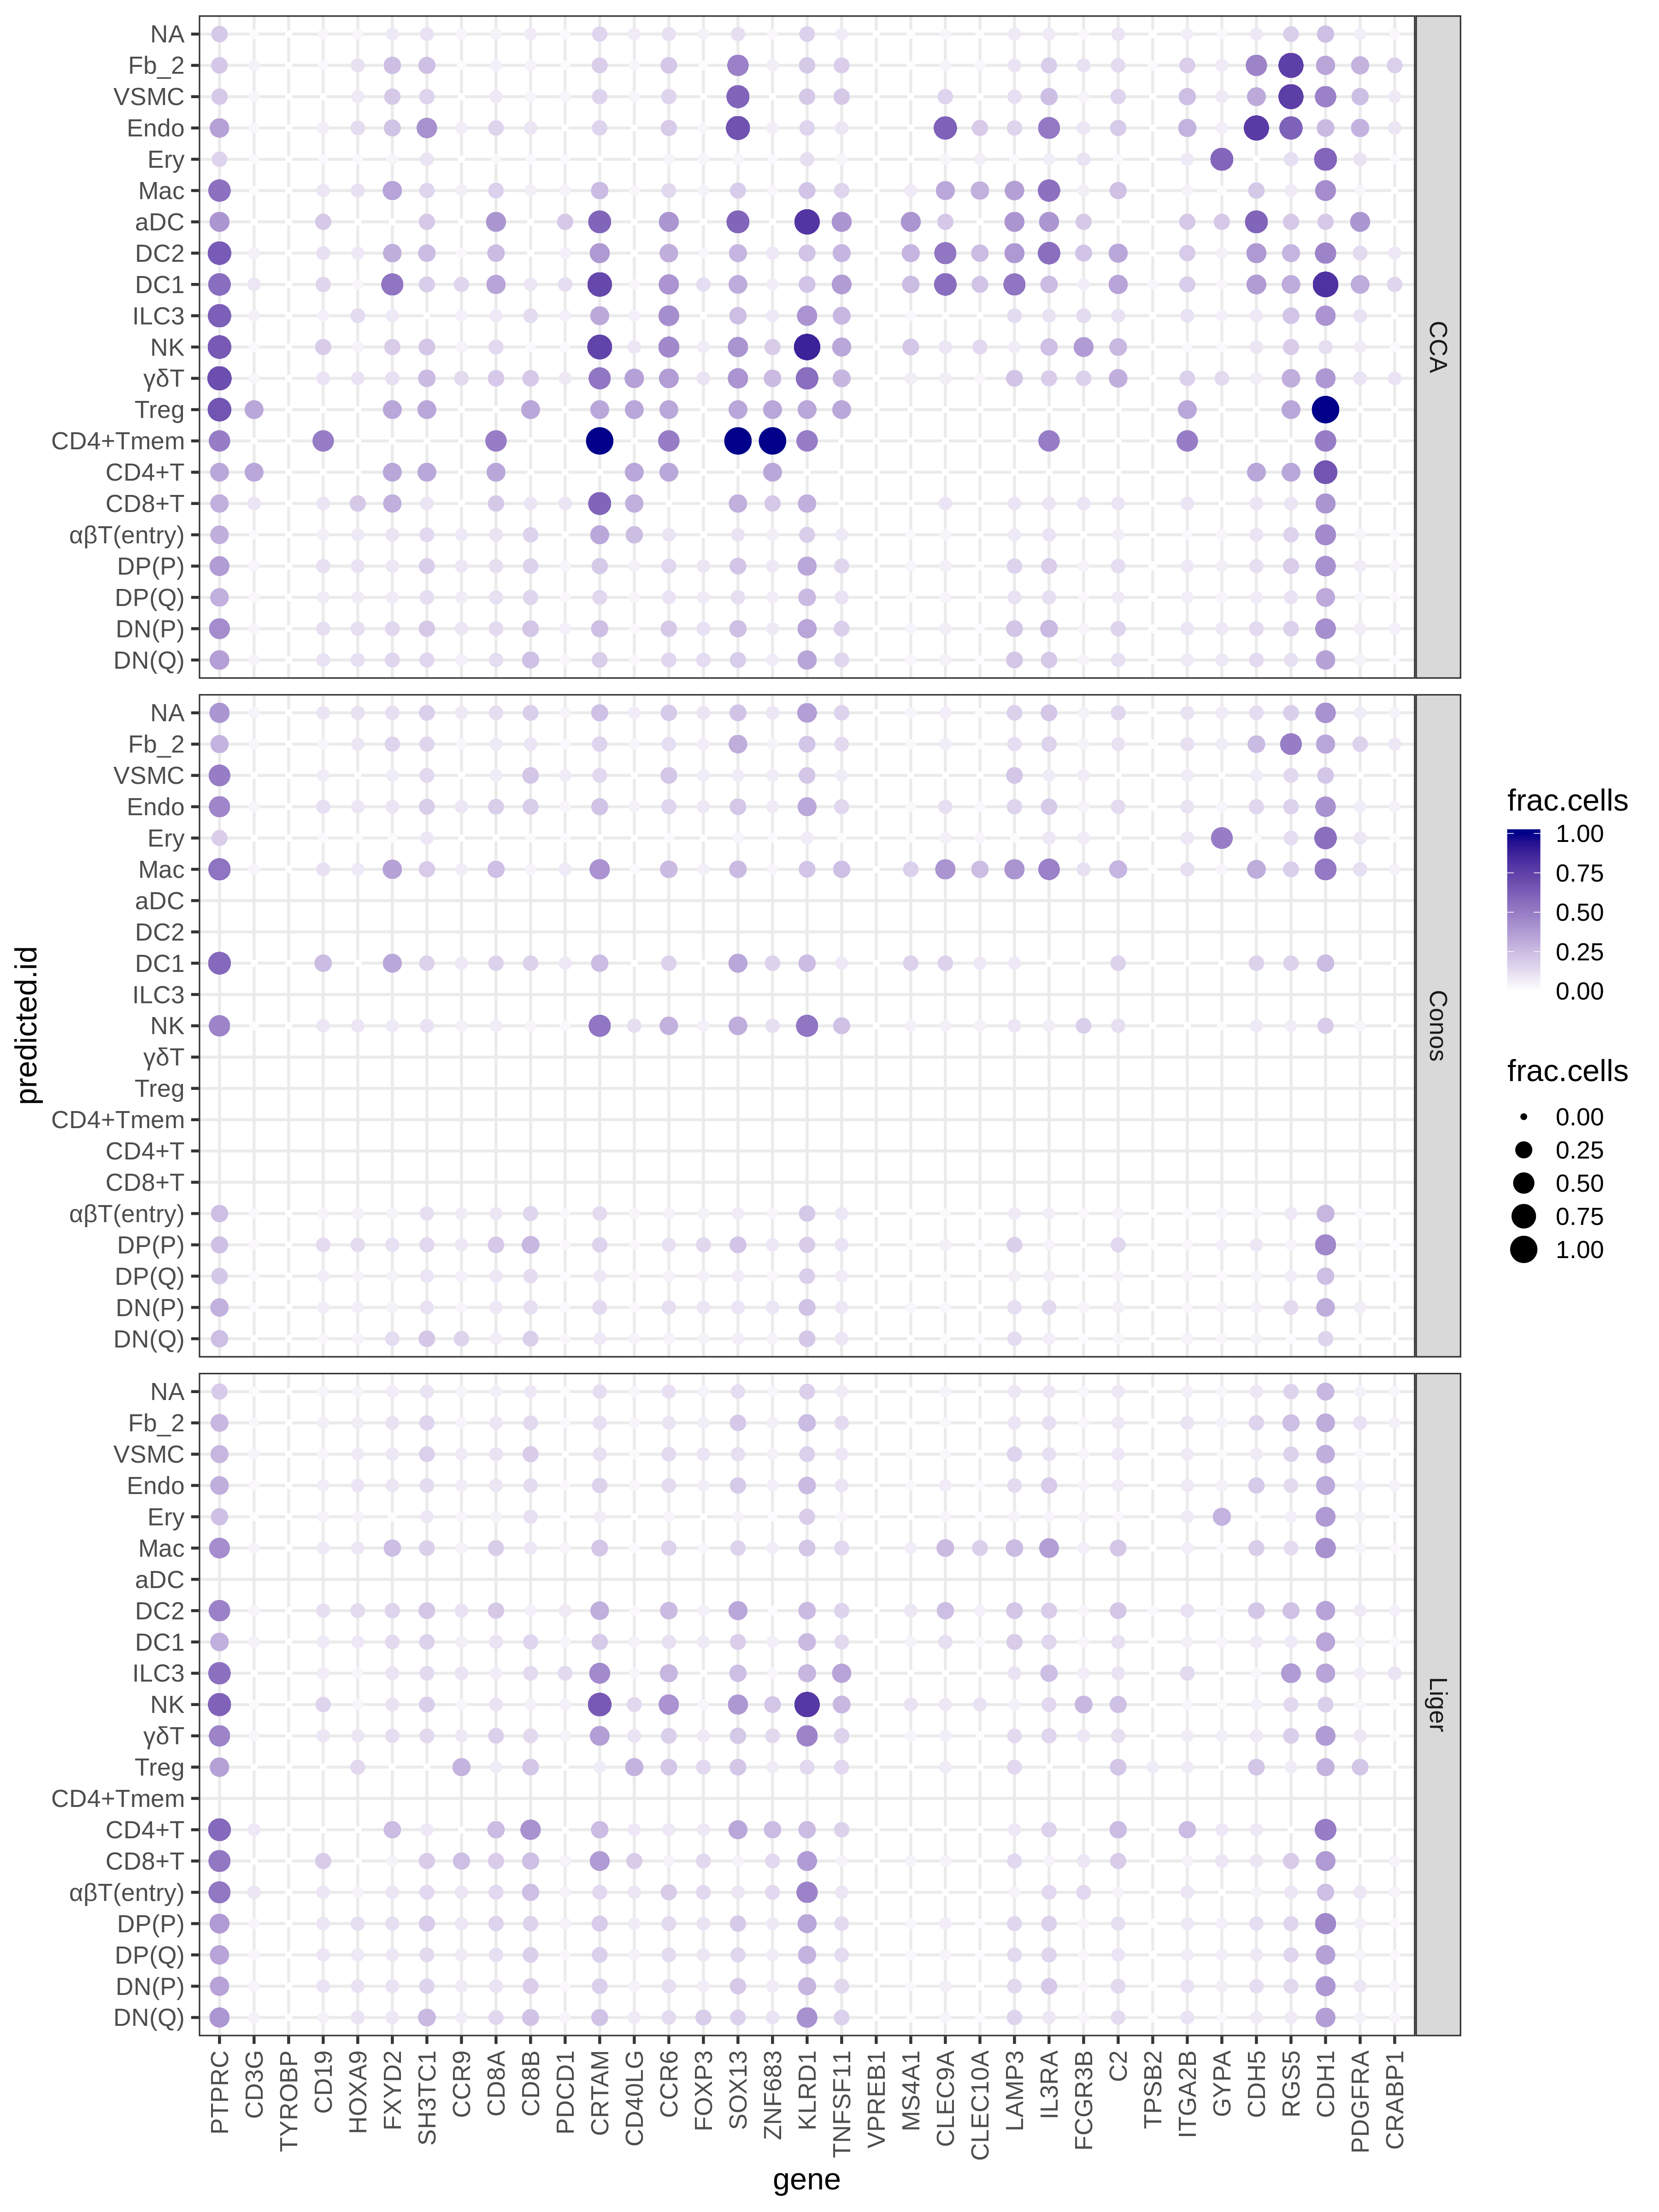 NA
Fb_2
VSMC
Endo
Ery
Mac
aDC
DC2
DC1
ILC3
NK
γδT
Treg
CD4+Tmem
CD4+T
CD8+T
αβT(entry)
DP(P)
DP(Q)
DN(P)
DN(Q)
CCA
NA
Fb_2
VSMC
Endo
Ery
Mac
aDC
DC2
DC1
ILC3
NK
γδT
Treg
CD4+Tmem
CD4+T
CD8+T
αβT(entry)
DP(P)
DP(Q)
DN(P)
DN(Q)
Conos
NA
Fb_2
VSMC
Endo
Ery
Mac
aDC
DC2
DC1
ILC3
NK
γδT
Treg
CD4+Tmem
CD4+T
CD8+T
αβT(entry)
DP(P)
DP(Q)
DN(P)
DN(Q)
Liger
predicted.id
PTPRC
CD3G
TYROBP
CD19
HOXA9
FXYD2
SH3TC1
CCR9
CD8A
CD8B
PDCD1
CRTAM
CD40LG
CCR6
FOXP3
SOX13
ZNF683
KLRD1
TNFSF11
VPREB1
MS4A1
CLEC9A
CLEC10A
LAMP3
IL3RA
FCGR3B
C2
TPSB2
ITGA2B
GYPA
CDH5
RGS5
CDH1
PDGFRA
CRABP1
gene
frac.cells
1.00
0.75
0.50
0.25
0.00
frac.cells
0.00
0.25
0.50
0.75
1.00